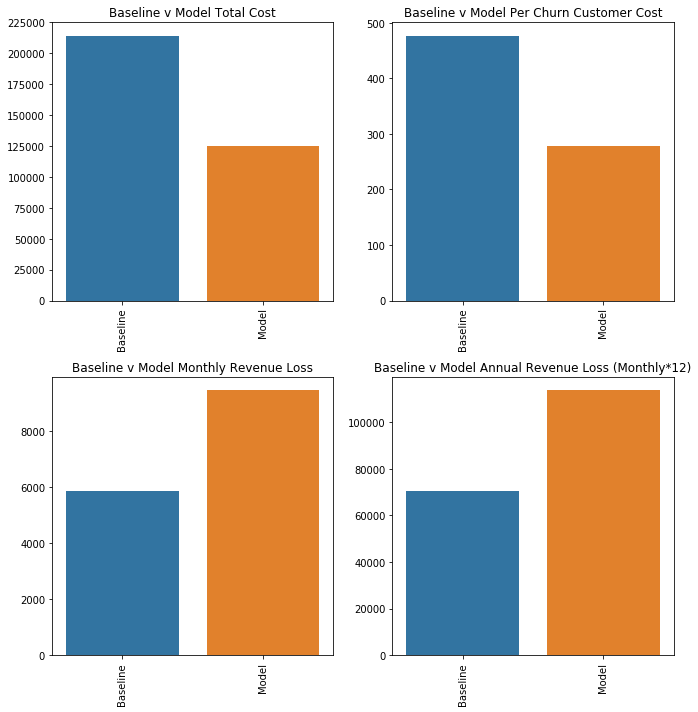 Baseline v Model Total Cost
225000
200000
175000
150000
125000
100000
75000
50000
25000
0
Baseline
Model
Baseline v Model Per Churn Customer Cost
500
400
300
200
100
0
Baseline
Model
Baseline v Model Monthly Revenue Loss
8000
6000
4000
2000
0
Baseline
Model
Baseline v Model Annual Revenue Loss (Monthly*12)
100000
80000
60000
40000
20000
0
Baseline
Model